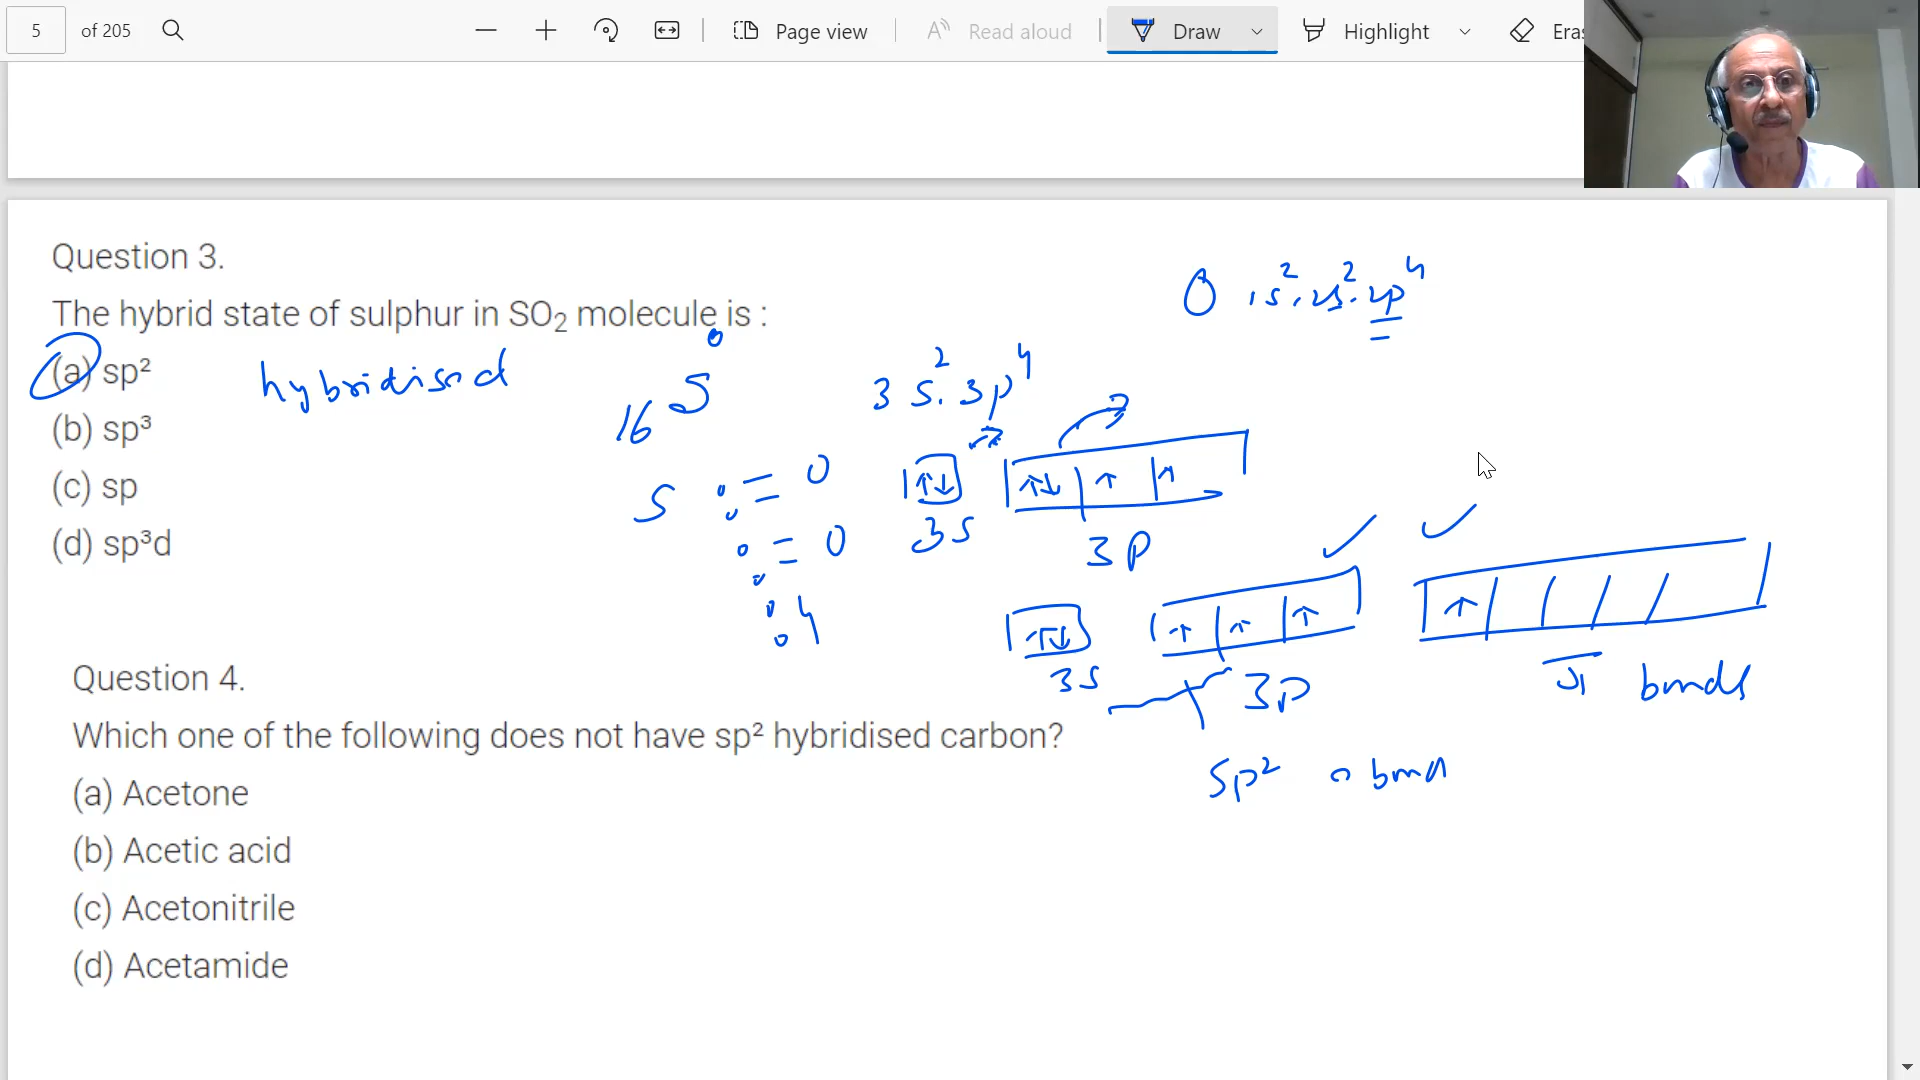 5 of 205 Page view Read aloud Draw Highlight Eras
Question 3.
The hybrid state of sulphur in SO₂ molecule is :
(a) sp²
(b) sp³
(c) sp
(d) sp³d
hybridised
16 S
O 1s². 2s². 2p⁴
3s². 3p⁴
S = O
= O
4
↑↓ ↑↓ ↑ ↑
3s 3p
↑↓ ↑ ↑ ↑ ↑
3s 3p π bonds
sp² σ bond
Question 4.
Which one of the following does not have sp² hybridised carbon?
(a) Acetone
(b) Acetic acid
(c) Acetonitrile
(d) Acetamide